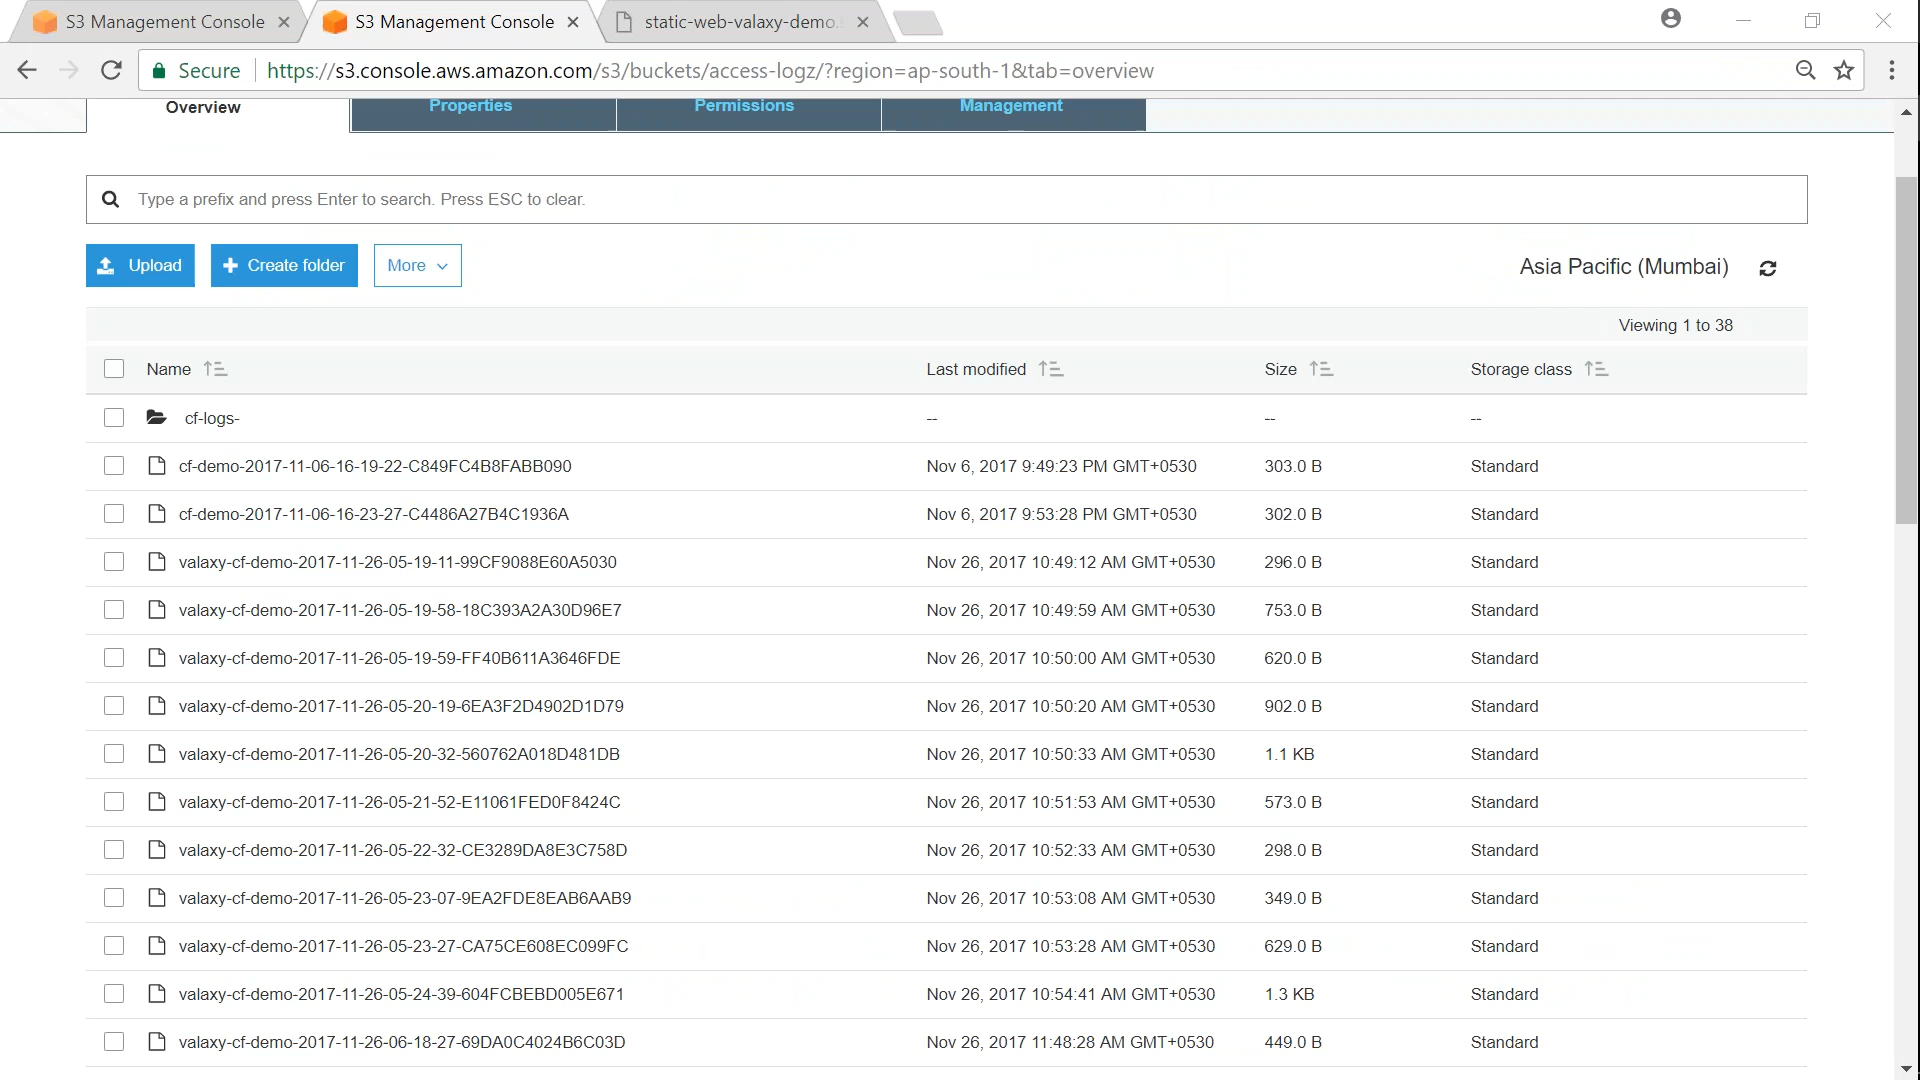 S3 Management Console
S3 Management Console
static-web-valaxy-demo.
Secure https://s3.console.aws.amazon.com/s3/buckets/access-logz/?region=ap-south-1&tab=overview
Overview Properties Permissions Management
Type a prefix and press Enter to search. Press ESC to clear.
Upload Create folder More Asia Pacific (Mumbai)
Viewing 1 to 38
Name Last modified Size Storage class
cf-logs- -- -- --
cf-demo-2017-11-06-16-19-22-C849FC4B8FABB090 Nov 6, 2017 9:49:23 PM GMT+0530 303.0 B Standard
cf-demo-2017-11-06-16-23-27-C4486A27B4C1936A Nov 6, 2017 9:53:28 PM GMT+0530 302.0 B Standard
valaxy-cf-demo-2017-11-26-05-19-11-99CF9088E60A5030 Nov 26, 2017 10:49:12 AM GMT+0530 296.0 B Standard
valaxy-cf-demo-2017-11-26-05-19-58-18C393A2A30D96E7 Nov 26, 2017 10:49:59 AM GMT+0530 753.0 B Standard
valaxy-cf-demo-2017-11-26-05-19-59-FF40B611A3646FDE Nov 26, 2017 10:50:00 AM GMT+0530 620.0 B Standard
valaxy-cf-demo-2017-11-26-05-20-19-6EA3F2D4902D1D79 Nov 26, 2017 10:50:20 AM GMT+0530 902.0 B Standard
valaxy-cf-demo-2017-11-26-05-20-32-560762A018D481DB Nov 26, 2017 10:50:33 AM GMT+0530 1.1 KB Standard
valaxy-cf-demo-2017-11-26-05-21-52-E11061FED0F8424C Nov 26, 2017 10:51:53 AM GMT+0530 573.0 B Standard
valaxy-cf-demo-2017-11-26-05-22-32-CE3289DA8E3C758D Nov 26, 2017 10:52:33 AM GMT+0530 298.0 B Standard
valaxy-cf-demo-2017-11-26-05-23-07-9EA2FDE8EAB6AAB9 Nov 26, 2017 10:53:08 AM GMT+0530 349.0 B Standard
valaxy-cf-demo-2017-11-26-05-23-27-CA75CE608EC099FC Nov 26, 2017 10:53:28 AM GMT+0530 629.0 B Standard
valaxy-cf-demo-2017-11-26-05-24-39-604FCBEBD005E671 Nov 26, 2017 10:54:41 AM GMT+0530 1.3 KB Standard
valaxy-cf-demo-2017-11-26-06-18-27-69DA0C4024B6C03D Nov 26, 2017 11:48:28 AM GMT+0530 449.0 B Standard